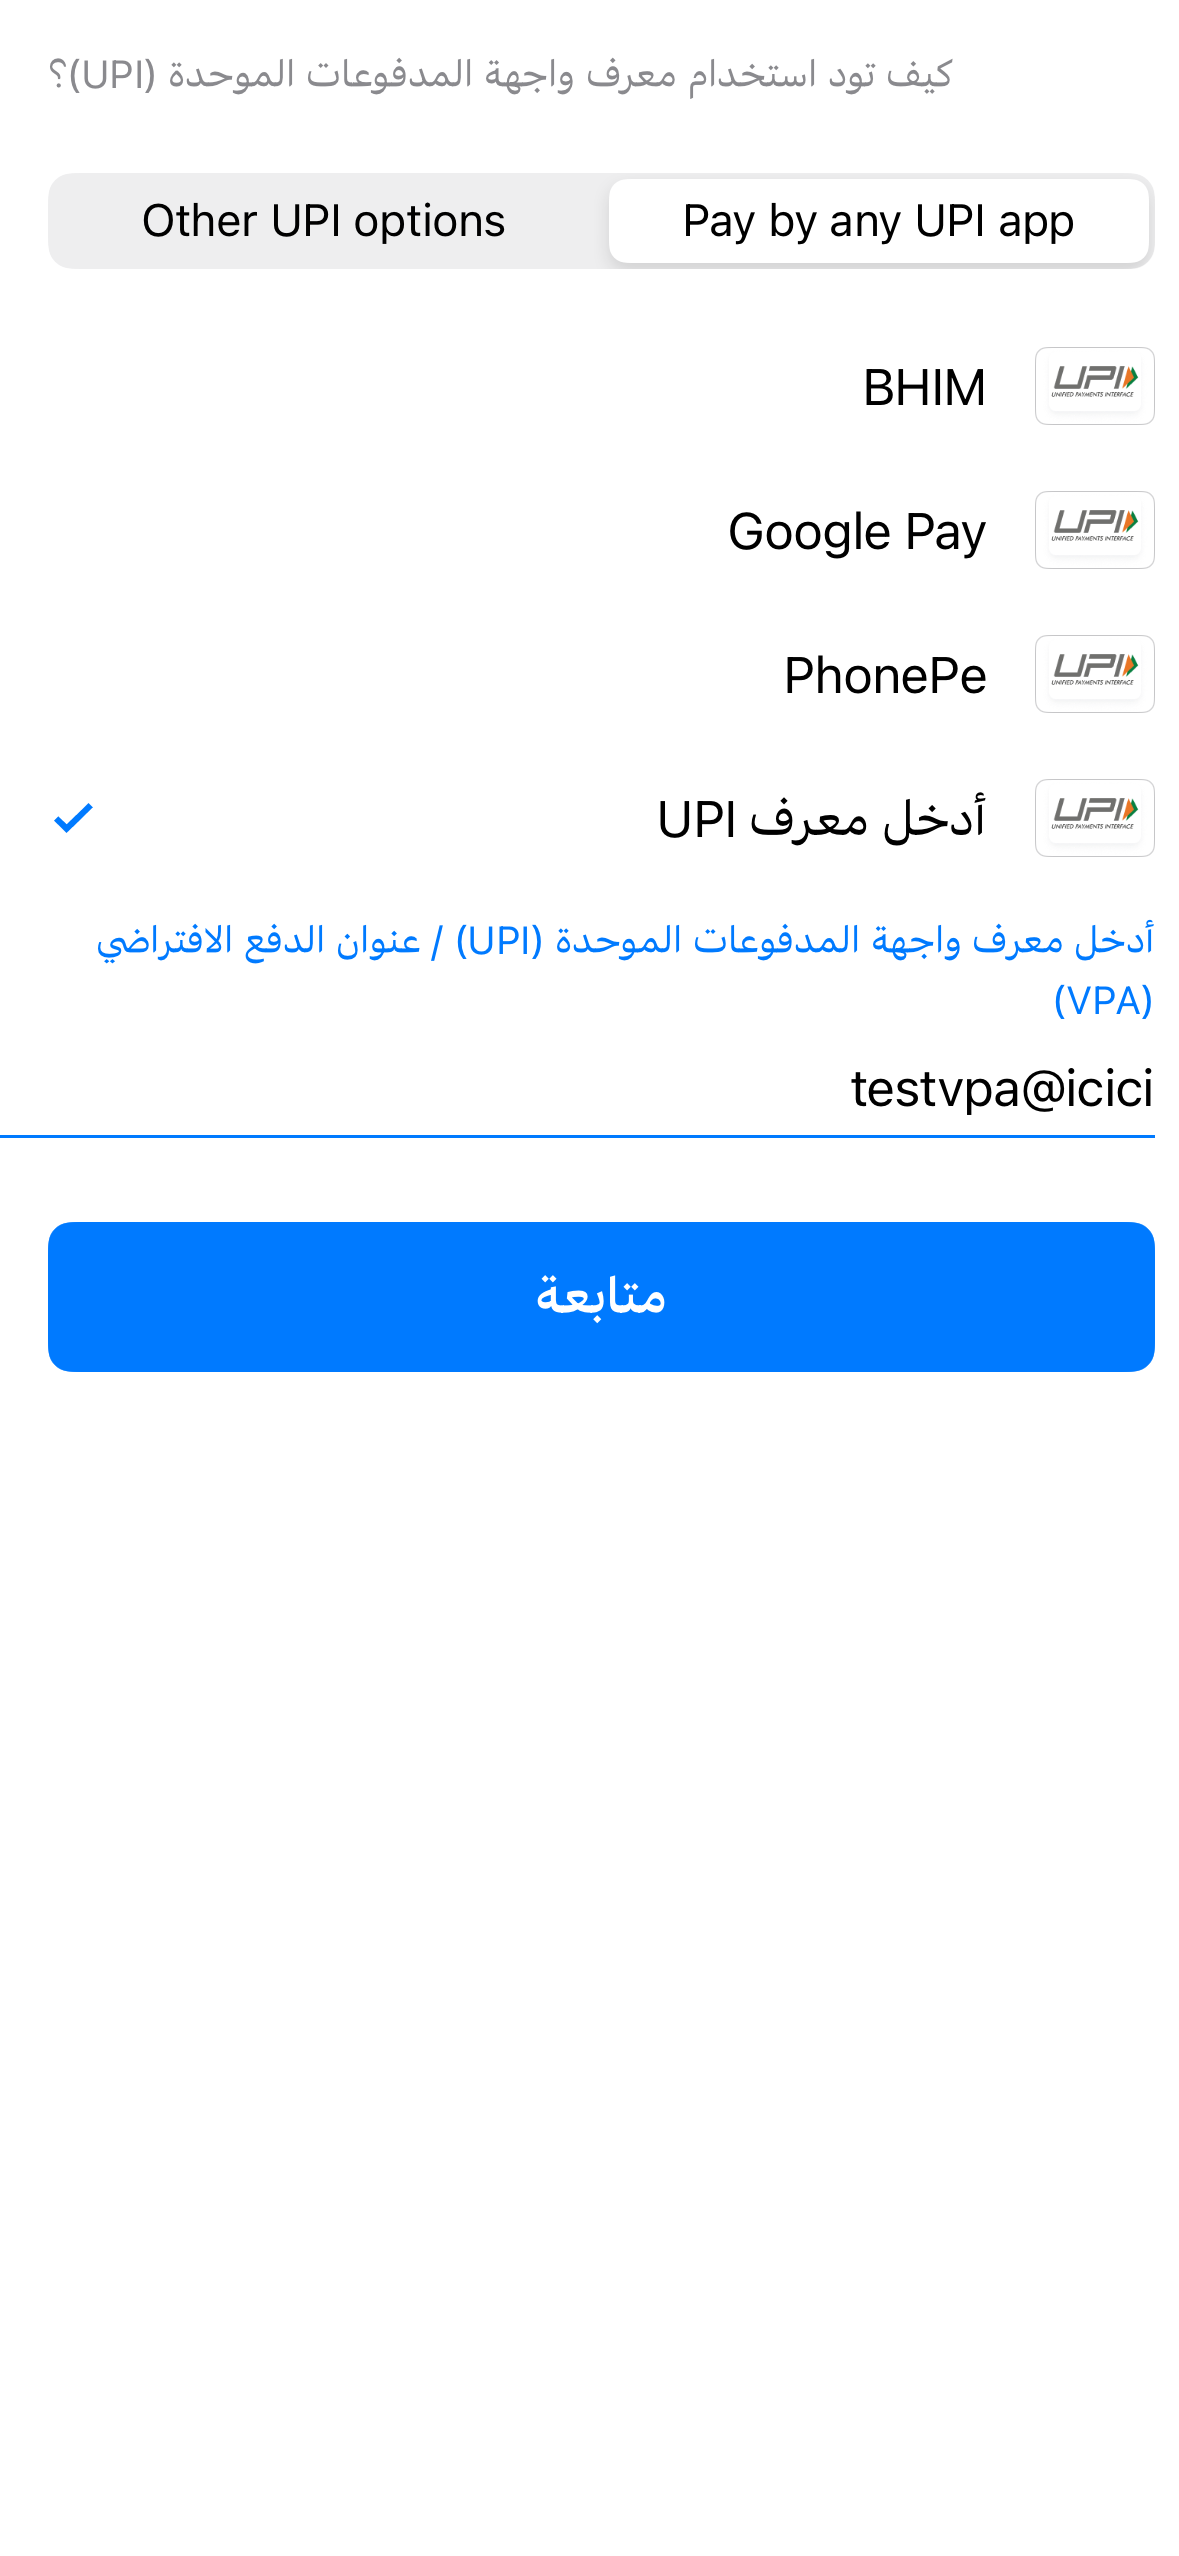 كيف تود استخدام معرف واجهة المدفوعات الموحدة (UPI)؟
Pay by any UPI app
Other UPI options
UPI
UNIFIED PAYMENTS INTERFACE
BHIM
UPI
UNIFIED PAYMENTS INTERFACE
Google Pay
UPI
UNIFIED PAYMENTS INTERFACE
PhonePe
UPI
UNIFIED PAYMENTS INTERFACE
أدخل معرف UPI
أدخل معرف واجهة المدفوعات الموحدة (UPI) / عنوان الدفع الافتراضي
(VPA)
testvpa@icici
متابعة